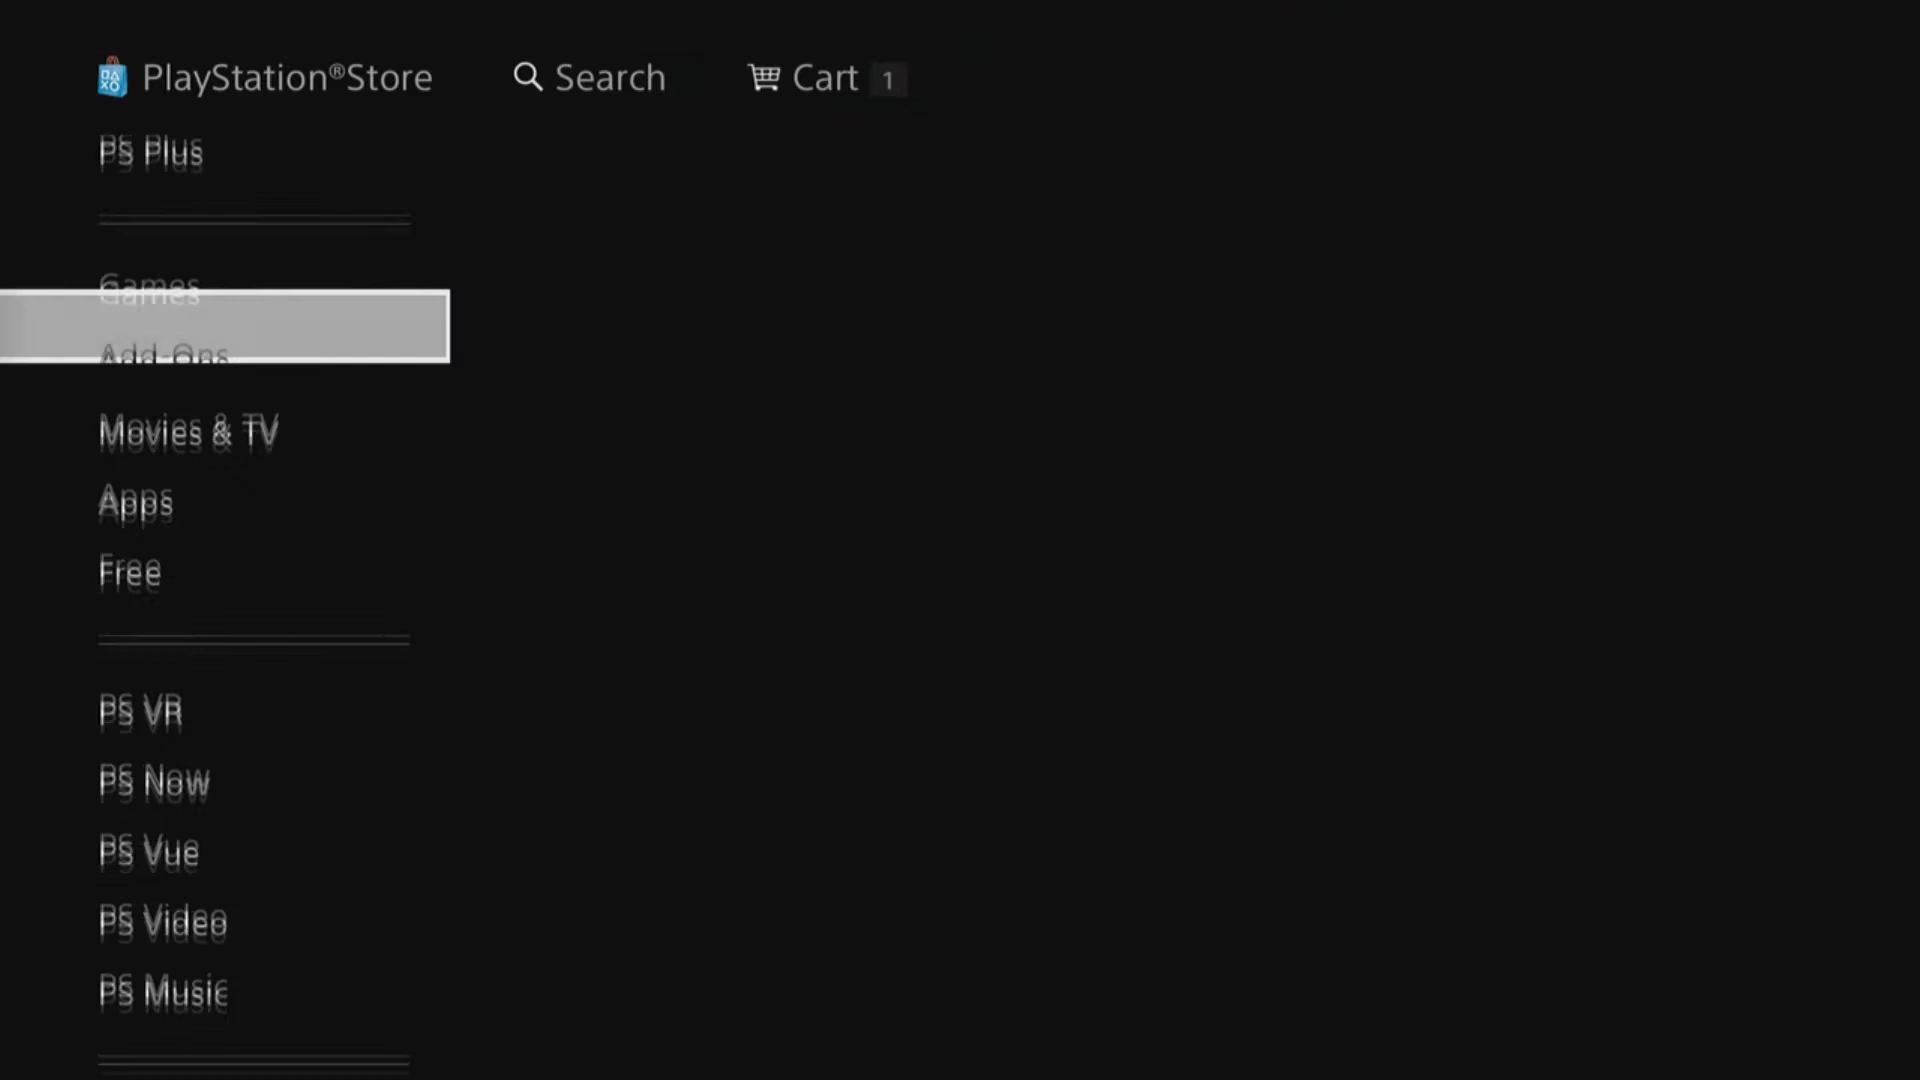 PlayStation®Store
Search
Cart 1
PS Plus
Games
Add-Ons
Movies & TV
Apps
Free
PS VR
PS Now
PS Vue
PS Video
PS Music